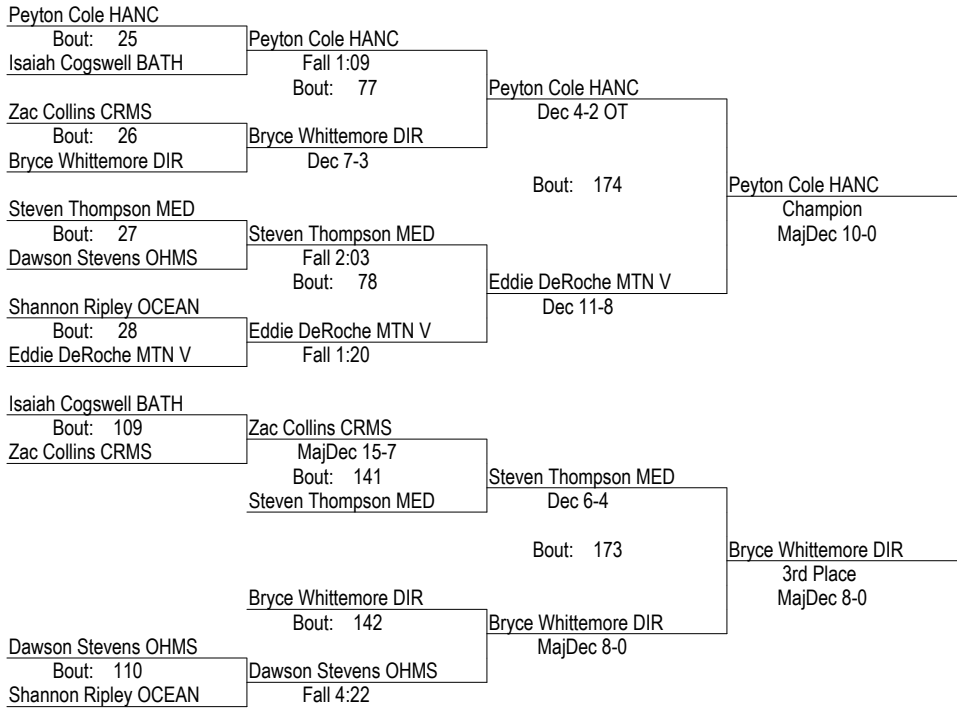 Peyton Cole HANC
Bout: 25
Isaiah Cogswell BATH
Peyton Cole HANC
Fall 1:09
Bout: 77
Zac Collins CRMS
Bout: 26
Bryce Whittemore DIR
Bryce Whittemore DIR
Dec 7-3
Peyton Cole HANC
Dec 4-2 OT
Bout: 174
Steven Thompson MED
Bout: 27
Dawson Stevens OHMS
Steven Thompson MED
Fall 2:03
Bout: 78
Shannon Ripley OCEAN
Bout: 28
Eddie DeRoche MTN V
Eddie DeRoche MTN V
Fall 1:20
Eddie DeRoche MTN V
Dec 11-8
Peyton Cole HANC
Champion
MajDec 10-0
Isaiah Cogswell BATH
Bout: 109
Zac Collins CRMS
Zac Collins CRMS
MajDec 15-7
Bout: 141
Steven Thompson MED
Steven Thompson MED
Dec 6-4
Bout: 173
Bryce Whittemore DIR
Bout: 142
Dawson Stevens OHMS
Bout: 110
Shannon Ripley OCEAN
Dawson Stevens OHMS
Fall 4:22
Bryce Whittemore DIR
MajDec 8-0
Bryce Whittemore DIR
3rd Place
MajDec 8-0